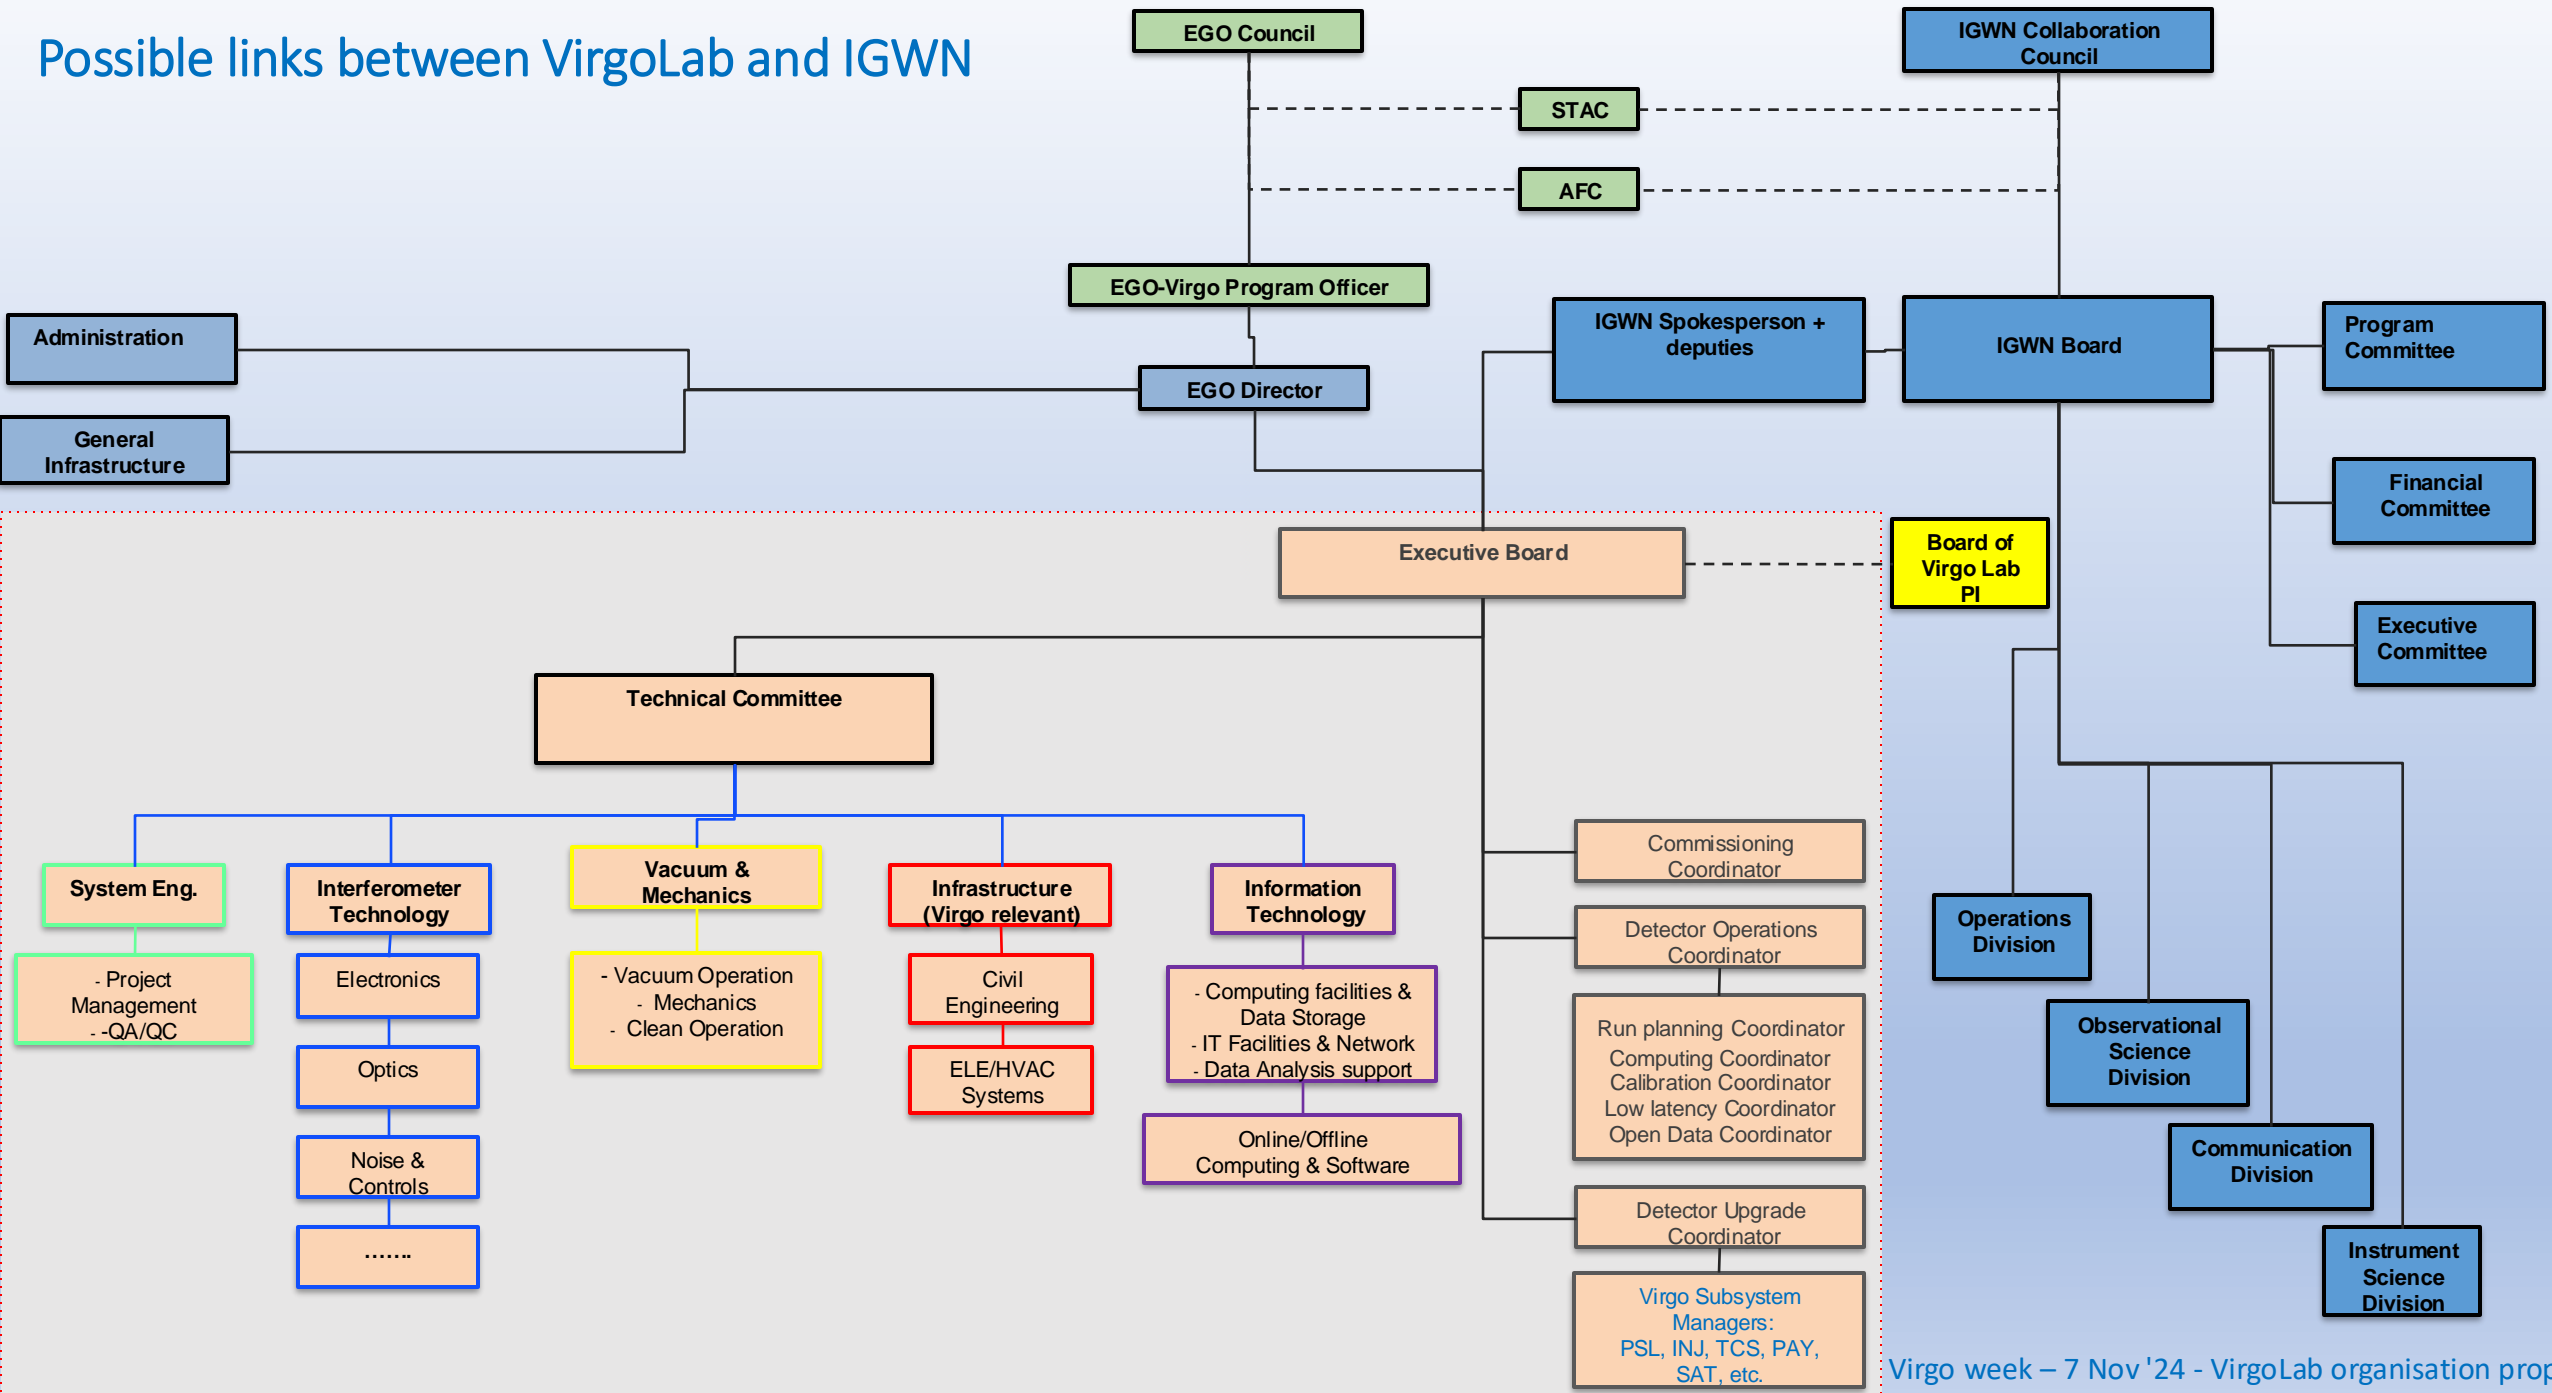 Possible links between VirgoLab and IGWN
EGO Council
IGWN Collaboration
Council
STAC
AFC
EGO-Virgo Program Officer
Administration
IGWN Spokesperson +
deputies
IGWN Board
Program
Committee
EGO Director
General
Infrastructure
Financial
Committee
Executive Board
Board of
Virgo Lab
PI
Executive
Committee
Technical Committee
System Eng.
- Project
Management
- -QA/QC
Interferometer
Technology
Electronics
Optics
Noise &
Controls
.......
Vacuum &
Mechanics
- Vacuum Operation
- Mechanics
- Clean Operation
Infrastructure
(Virgo relevant)
Civil
Engineering
ELE/HVAC
Systems
Information
Technology
- Computing facilities &
Data Storage
- IT Facilities & Network
- Data Analysis support
Online/Offline
Computing & Software
Commissioning
Coordinator
Detector Operations
Coordinator
Run planning Coordinator
Computing Coordinator
Calibration Coordinator
Low latency Coordinator
Open Data Coordinator
Detector Upgrade
Coordinator
Virgo Subsystem
Managers:
PSL, INJ, TCS, PAY,
SAT, etc.
Operations
Division
Observational
Science
Division
Communication
Division
Instrument
Science
Division
Virgo week – 7 Nov '24 - VirgoLab organisation prop